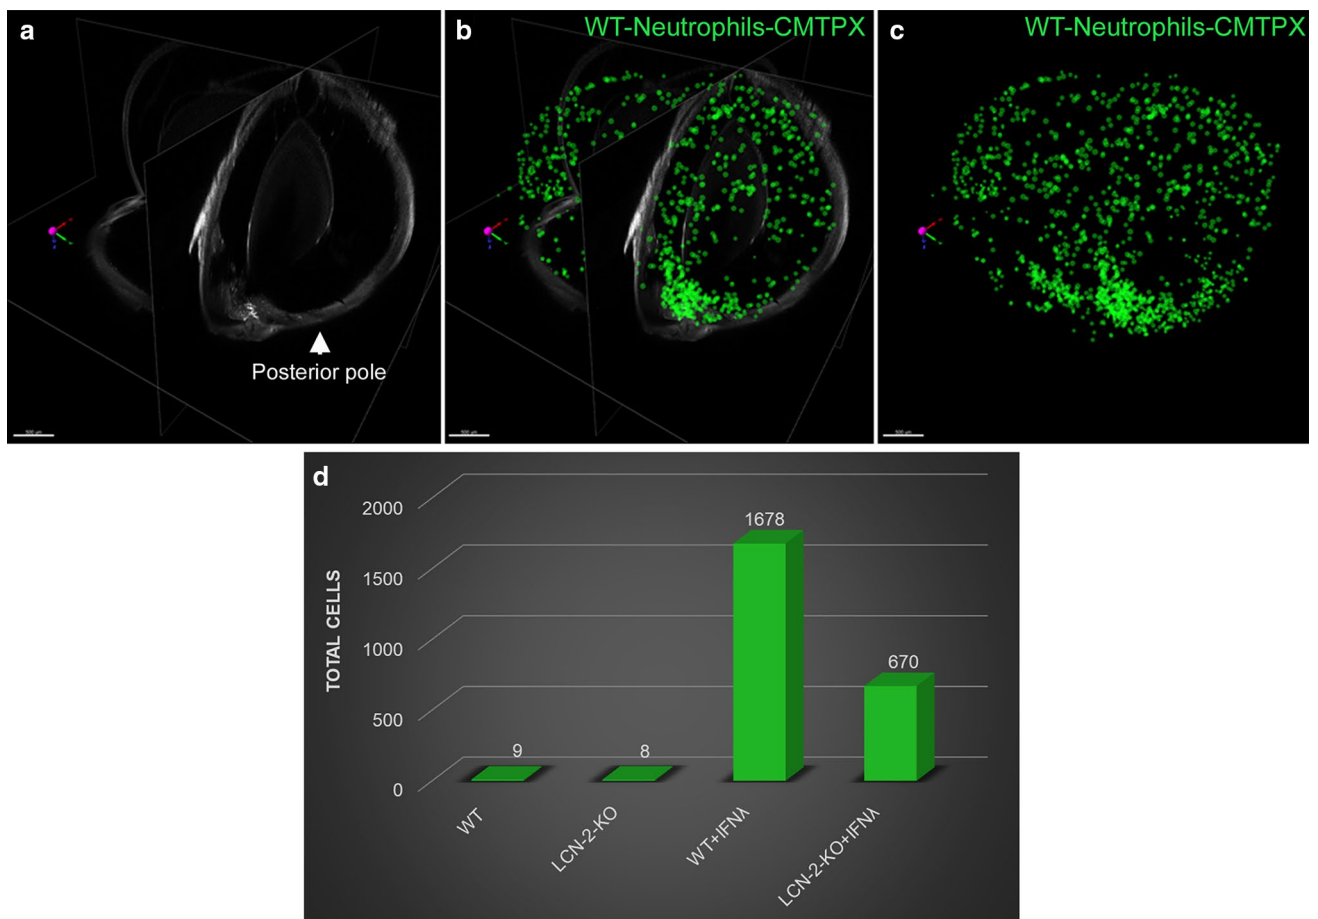 a
b
WT-Neutrophils-CMTPX
c
WT-Neutrophils-CMTPX
Posterior pole
d
TOTAL CELLS
2000
1500
1000
500
0
9
8
1678
670
WT
LCN-2-KO
WT+IFNλ
LCN-2-KO+IFNλ